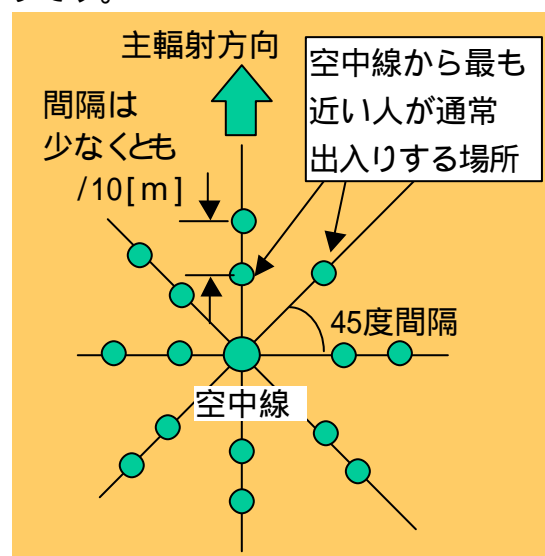 主輻射方向
空中線から最も
近い人が通常
出入りする場所
間隔は
少なくとも
/10[m]
45度間隔
空中線